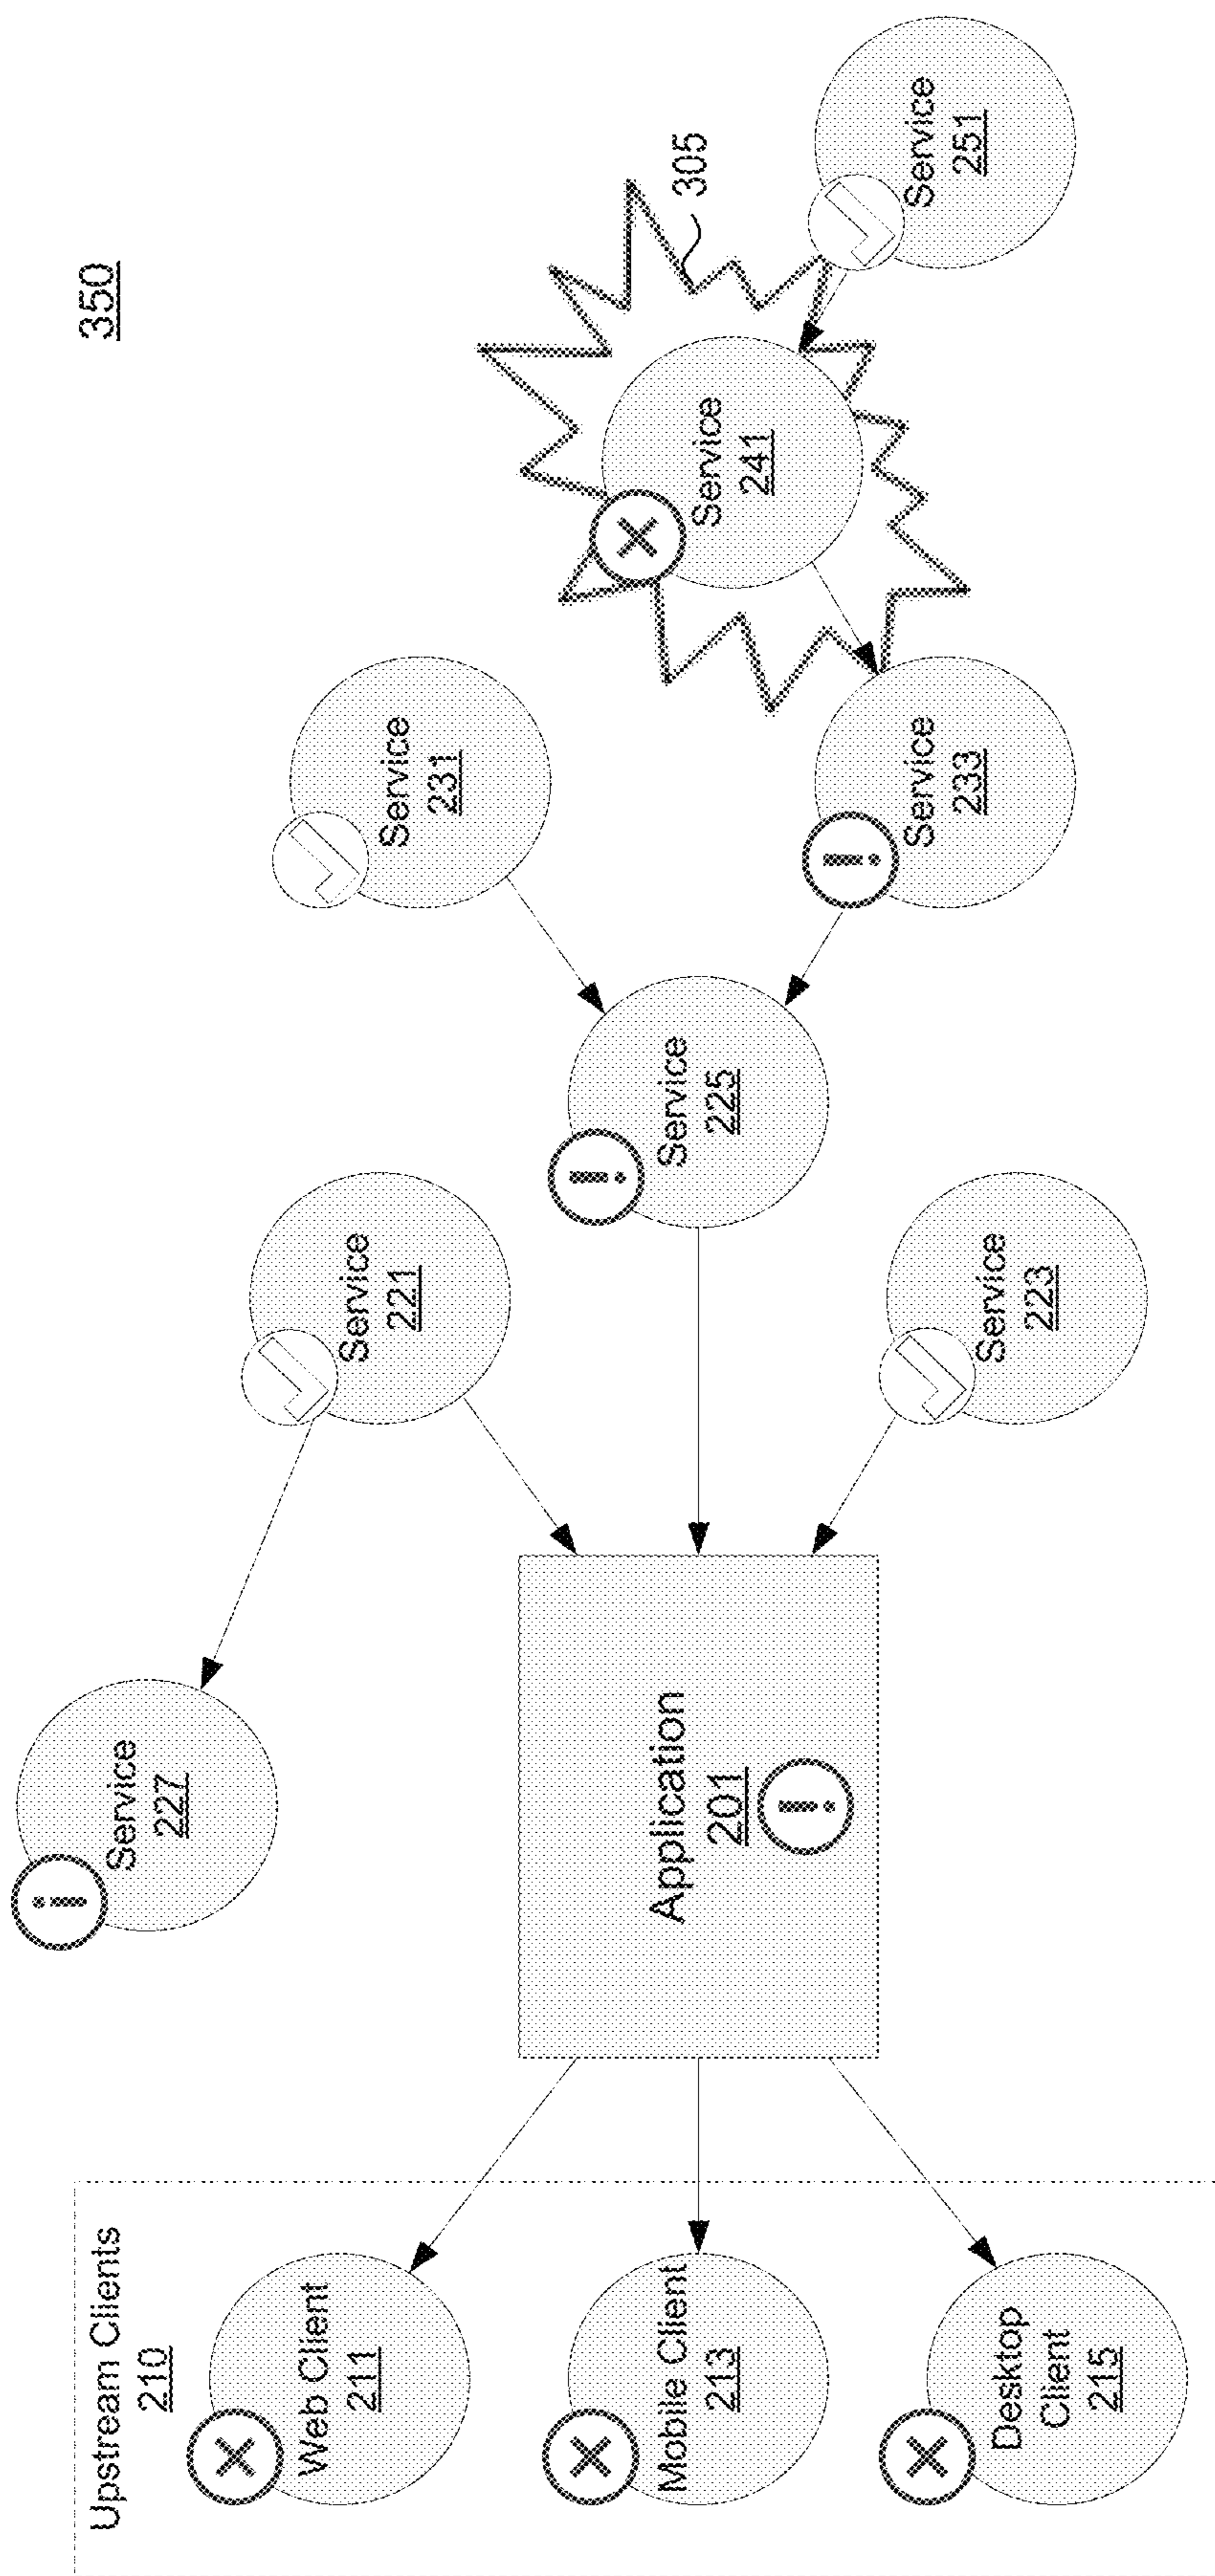 350
Upstream Clients
210
Web Client
211
Mobile Client
213
Desktop
Client
215
Application
201
Service
227
Service
221
Service
223
Service
225
Service
231
Service
233
Service
241
305
Service
251